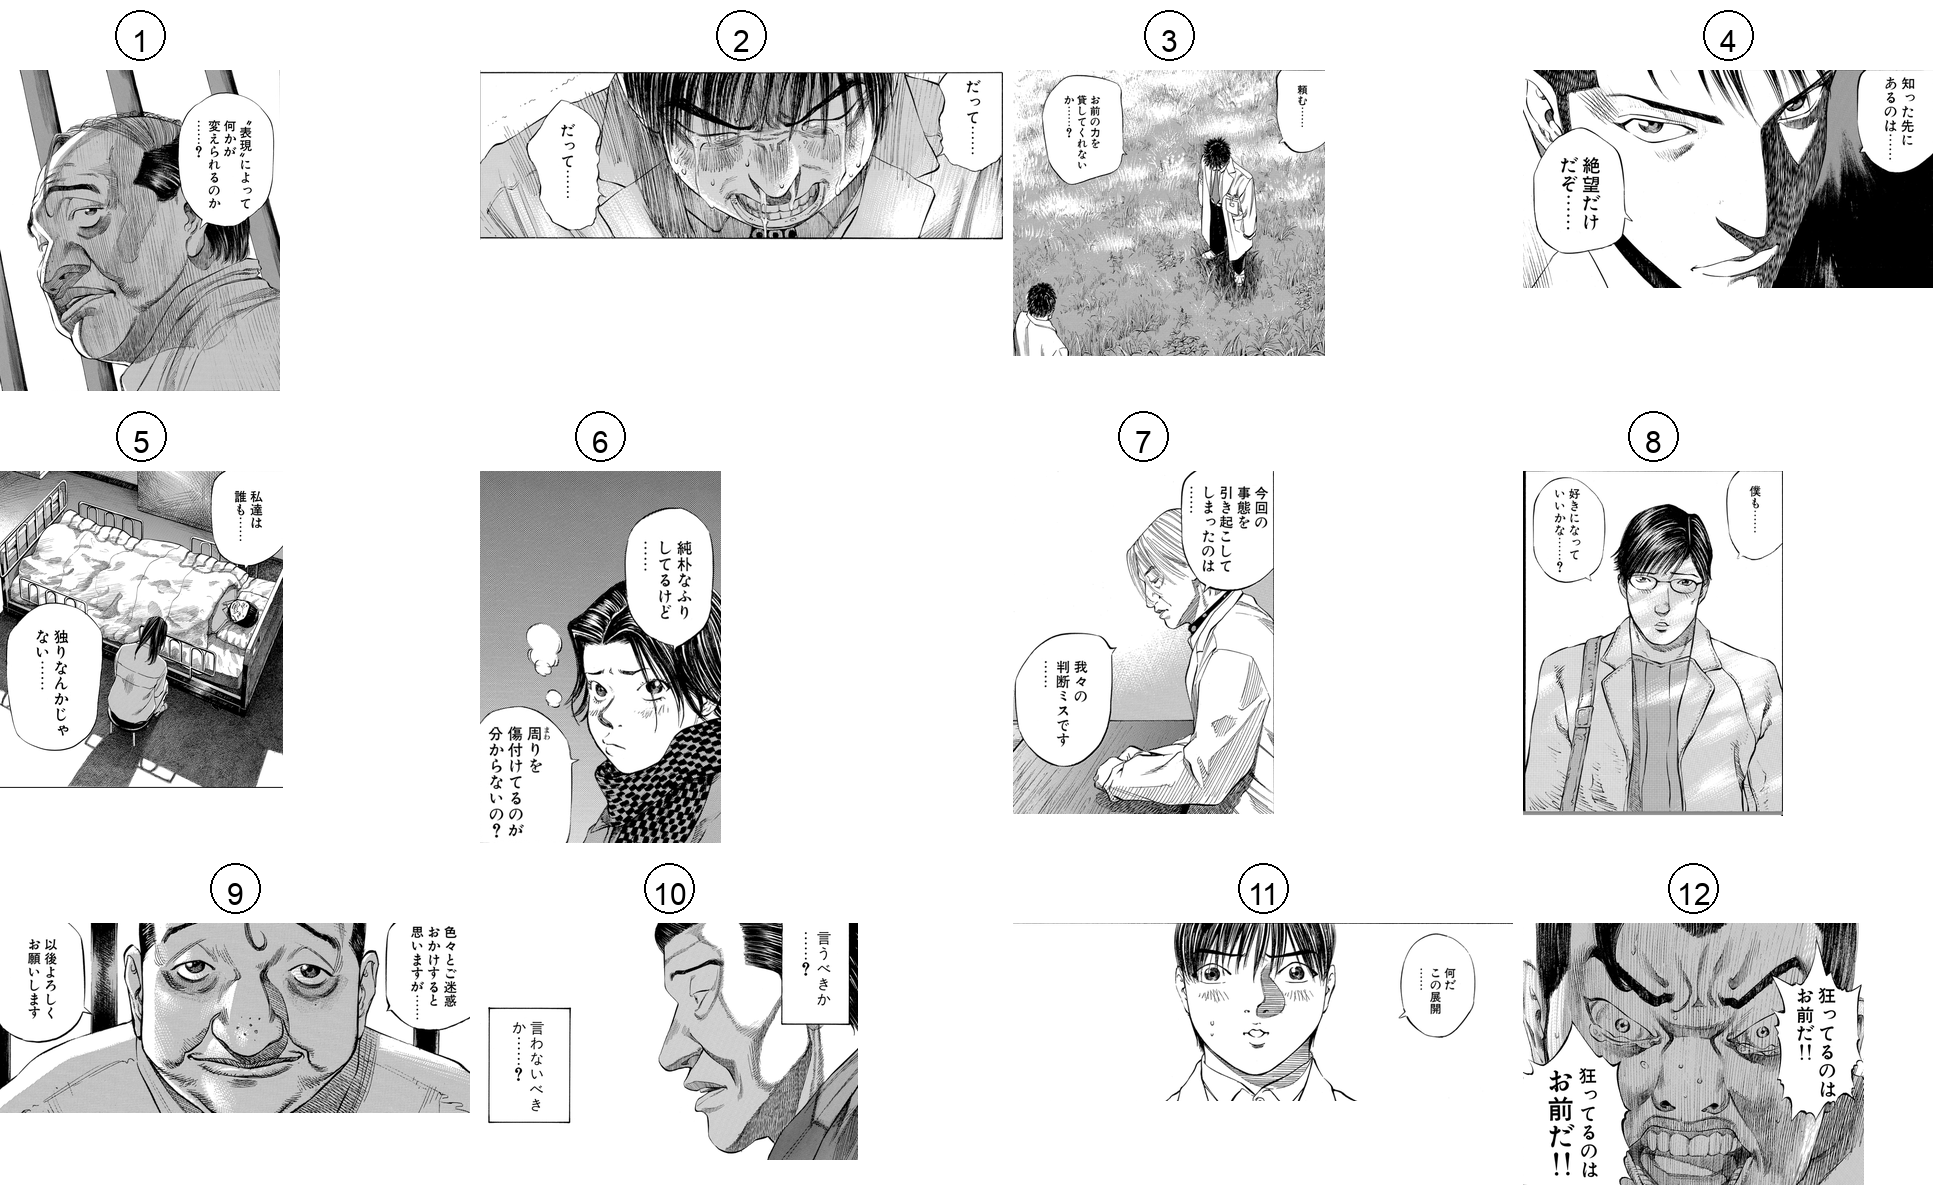 1
“表現”によって
何かが
変えられるのか
……？
2
だって……
だって……
3
頼む……
お前の力を
貸してくれない
か……？
4
知った先に
あるのは……
絶望だけ
だぞ……
5
私達は
誰も……
独りなんかじゃ
ない……
6
純朴なふり
してるけど
……
周りを
まわ
傷付けてるのが
分からないの？
7
今回の
事態を
引き起こして
しまったのは
……
我々の
判断ミスです
……
8
僕も……
好きになって
いいかな……？
9
色々とご迷惑
おかけすると
思いますが……
以後よろしく
お願いします
10
言うべきか
……？
言わないべき
か……？
11
何だ
この展開
……
12
狂ってるのは
お前だ!!
狂ってるのは
お前だ!!